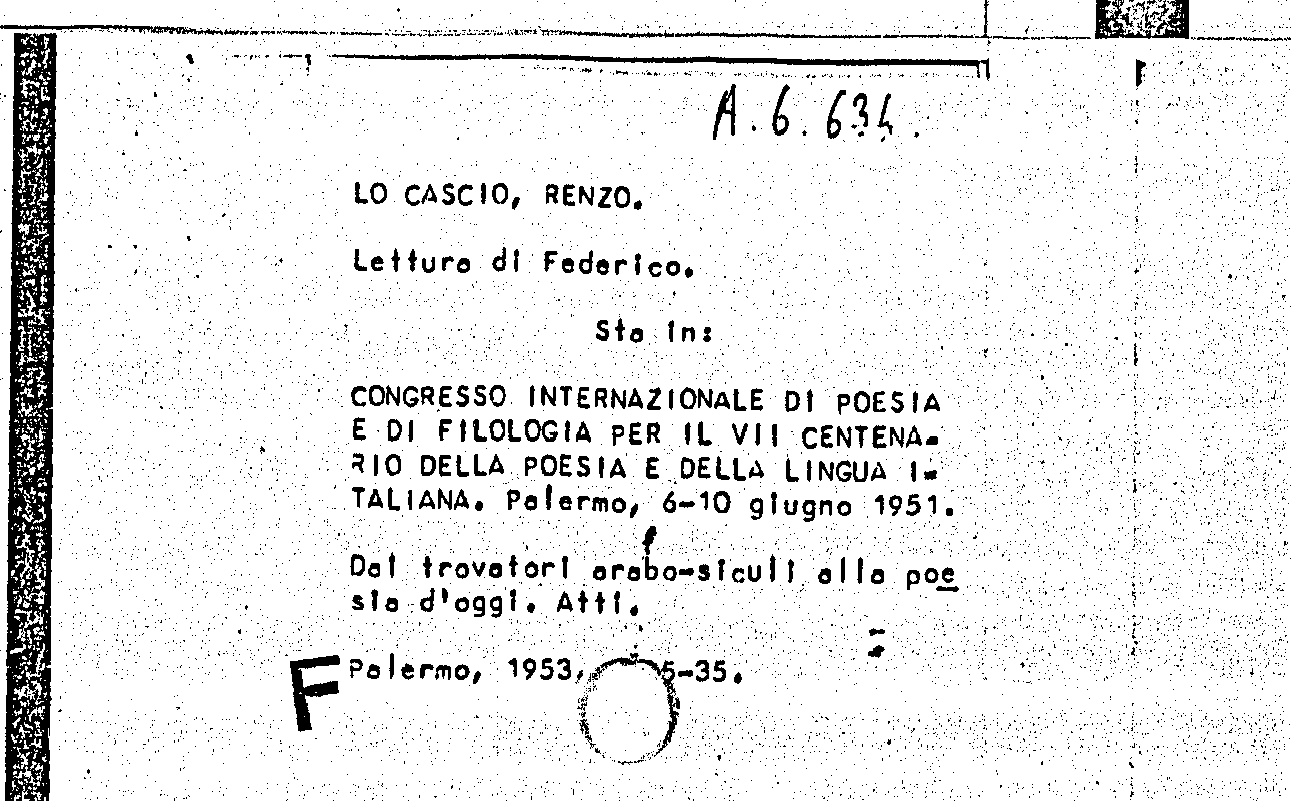 A.6.634.
LO CASCIO, RENZO.
Letture di Federico.
Sta in:
CONGRESSO INTERNAZIONALE DI POESIA
E DI FILOLOGIA PER IL VII CENTENA-
RIO DELLA POESIA E DELLA LINGUA I-
TALIANA. Palermo, 6-10 giugno 1951.
Dai trovatori arabo-siculi alla poe
sia d'oggi. Atti.
F Palermo, 1953, 5-35.